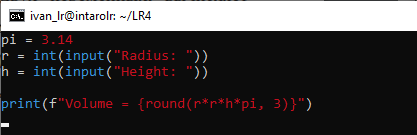 ivan_lr@intarolr: ~/LR4
pi = 3.14
r = int(input("Radius: "))
h = int(input("Height: "))
print(f"Volume = {round(r*r*h*pi, 3)}")